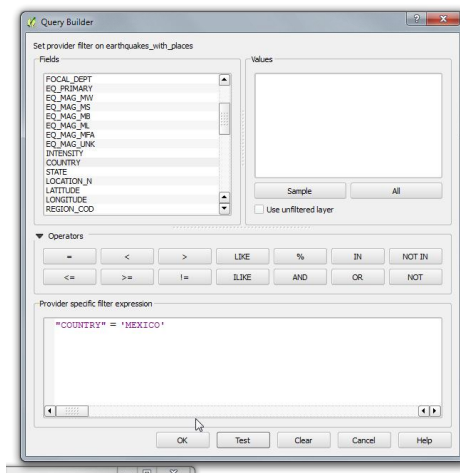 Query Builder
Set provider filter on earthquakes_with_places
Fields
Values
FOCAL_DEPT
EQ_PRIMARY
EQ_MAG_MW
EQ_MAG_MS
EQ_MAG_MB
EQ_MAG_ML
EQ_MAG_MFA
EQ_MAG_UNK
INTENSITY
COUNTRY
STATE
LOCATION_N
LATITUDE
LONGITUDE
REGION_COD
Sample All
Use unfiltered layer
Operators
= < > LIKE % IN NOT IN
<= >= != ILIKE AND OR NOT
Provider specific filter expression
"COUNTRY" = 'MEXICO'
OK Test Clear Cancel Help